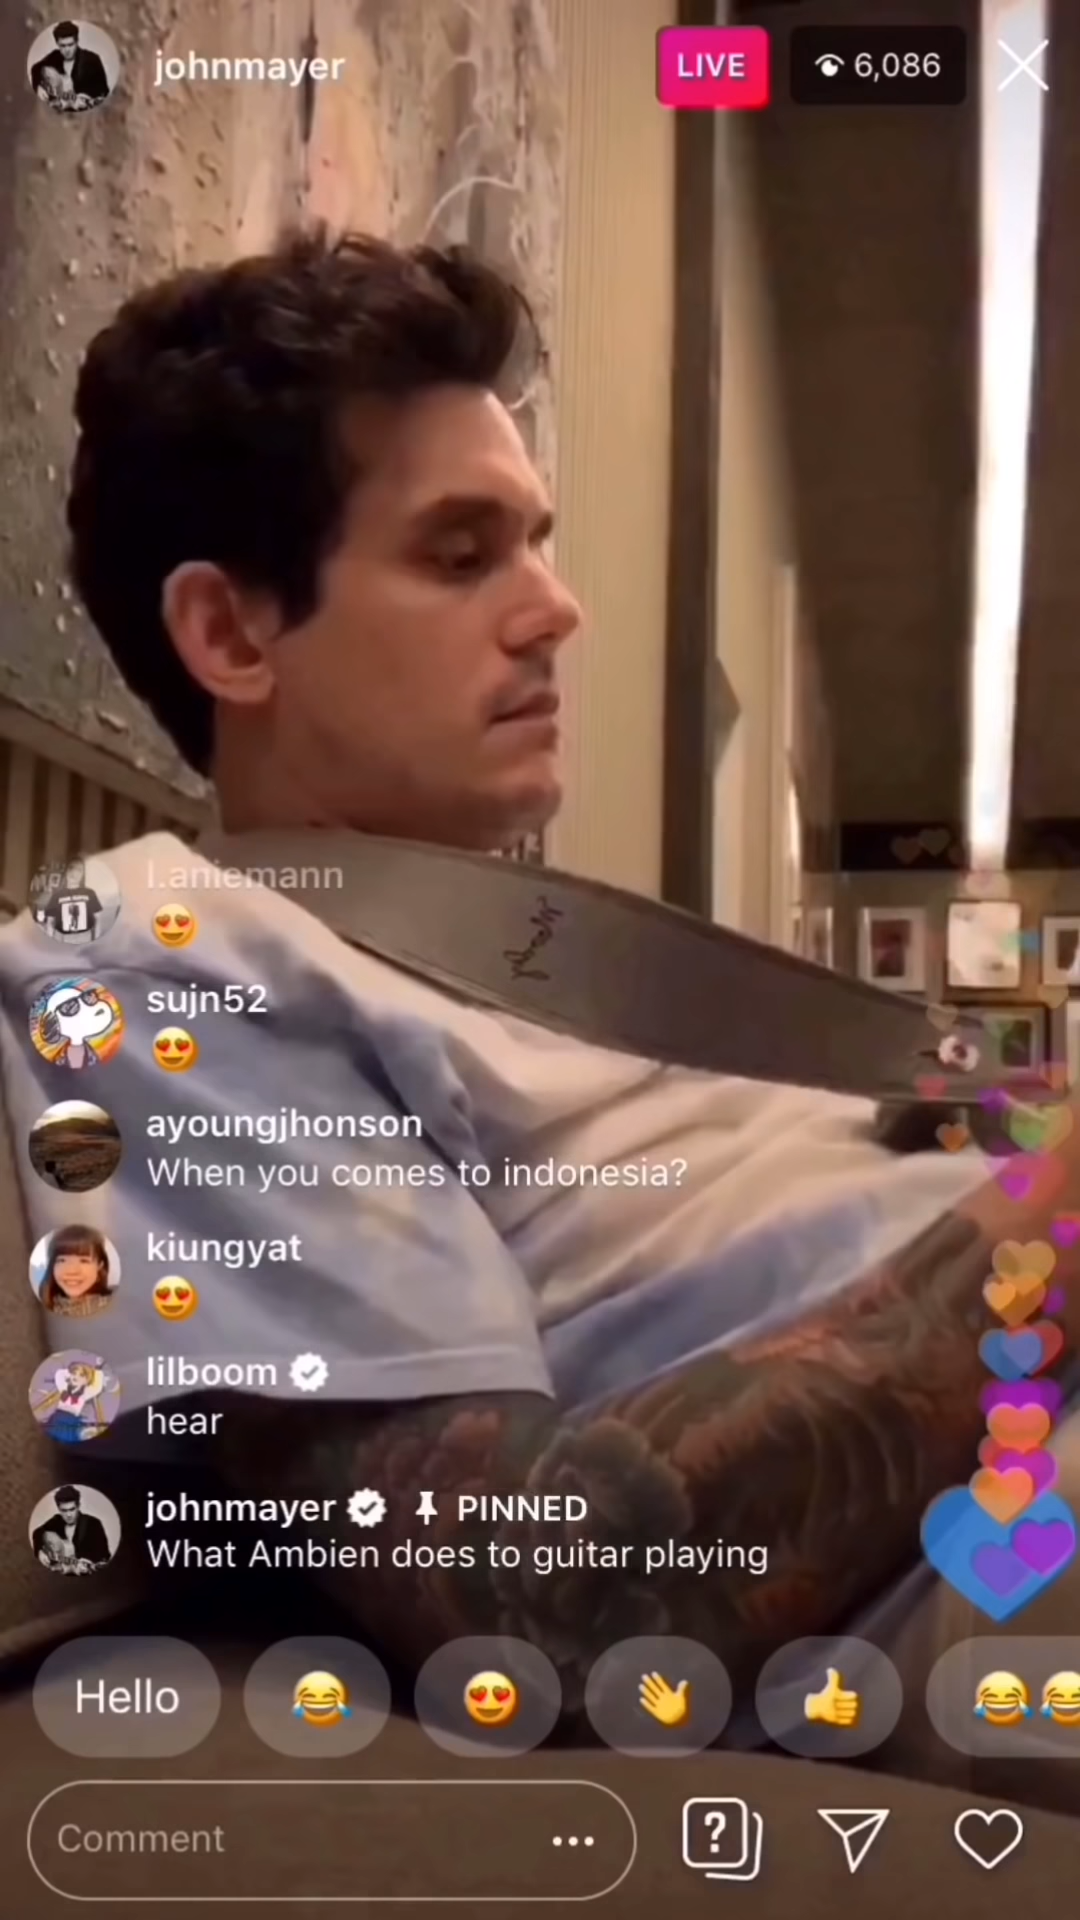 johnmayer
LIVE
6,086
l.aniemann
😍
sujn52
😍
ayoungjhonson
When you comes to indonesia?
kiungyat
😍
lilboom
hear
johnmayer PINNED
What Ambien does to guitar playing
Hello 😂 😍 👋 👍 😂😂
Comment